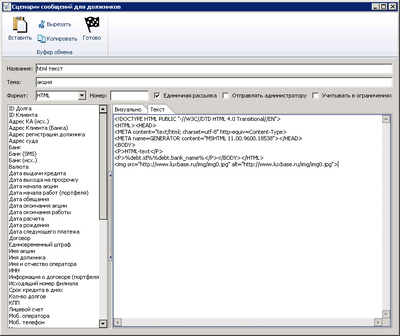 Сценарии сообщений для должников
Вставить
Вырезать
Копировать
Готово
Буфер обмена
Название:
html текст
Тема:
акция
Формат:
HTML
Номер:
Единичная рассылка
Отправлять администратору
Учитывать в ограничениях
ID Долга
ID Клиента
Адрес КА (исх.)
Адрес Клиента (Банка)
Адрес регистрации должника
Адрес суда
Банк
Банк (SMS)
Банк (исх.)
Валюта
Дата выдачи кредита
Дата выхода на просрочку
Дата начала акции
Дата начала работ (портфеля)
Дата обещания
Дата окончания акции
Дата окончания работы
Дата расчета
Дата рождения
Дата следующего платежа
Договор
Единовременный штраф
Имя акции
Имя должника
Имя и отчество оператора
ИНН
Информация о договоре (портфеля
Исходящий номер филиала
Срок кредита в днях
Кол-во долгов
КПП
Лицевой счет
Моб. оператора
Моб. телефон
Визуально
Текст
<!DOCTYPE HTML PUBLIC "-//W3C//DTD HTML 4.0 Transitional//EN">
<HTML><HEAD>
<META content="text/html; charset=utf-8" http-equiv=Content-Type>
<META name=GENERATOR content="MSHTML 11.00.9600.18538"></HEAD>
<BODY>
<P>HTML-text</P>
<P>%debt.id%%debt.bank_name%</P></BODY></HTML>
<img src="http://www.luxbase.ru/img/img0.jpg" alt="http://www.luxbase.ru/img/img0.jpg">